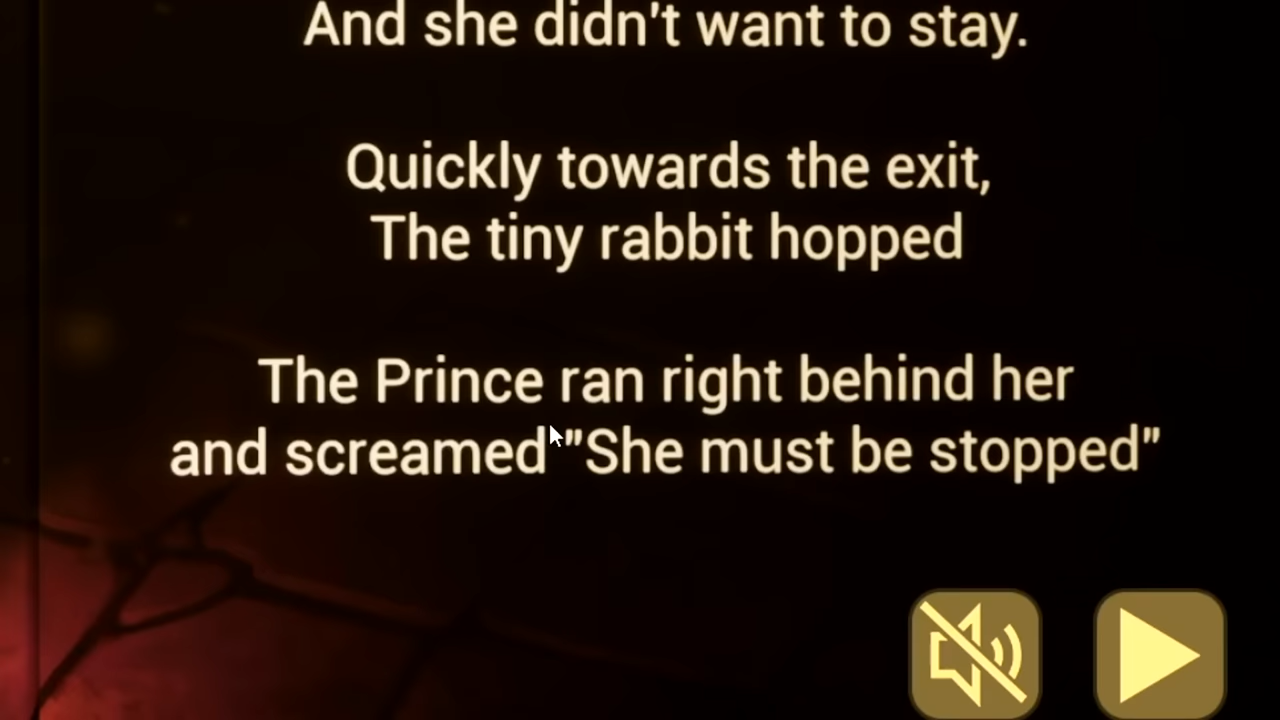 And she didn't want to stay.
Quickly towards the exit,
The tiny rabbit hopped
The Prince ran right behind her
and screamed "She must be stopped"